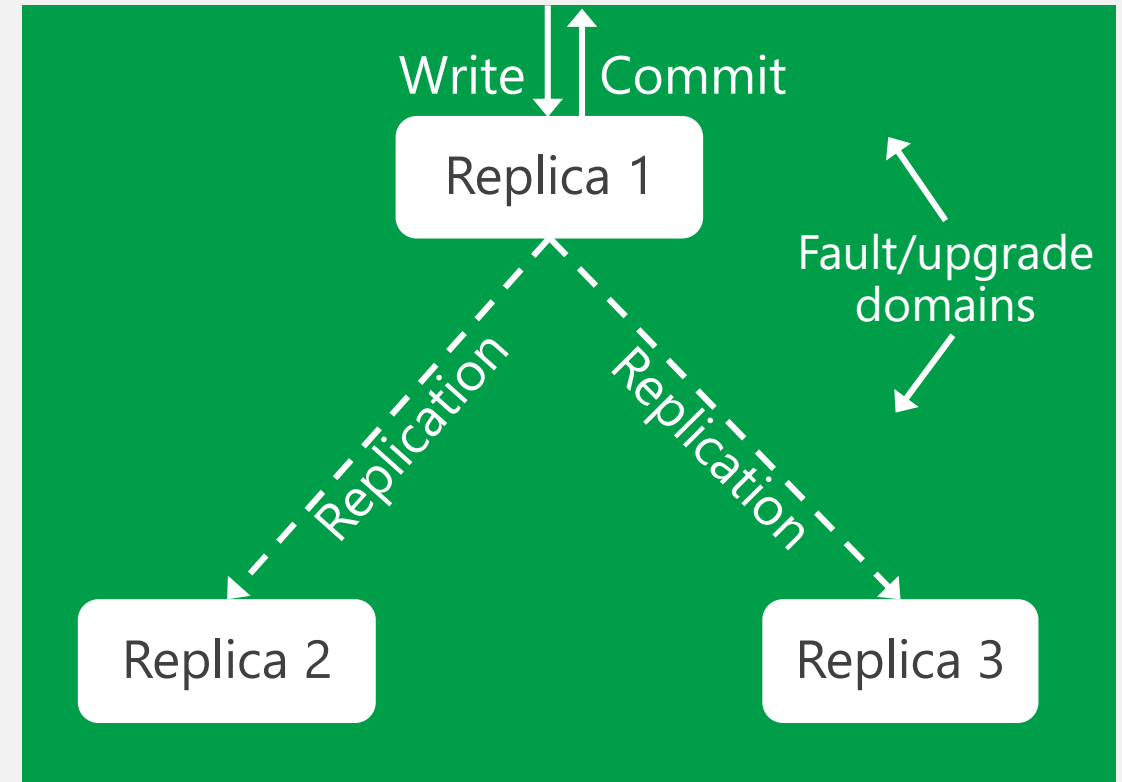 Write
Commit
Replica 1
Fault/upgrade
domains
Replication
Replication
Replica 2
Replica 3